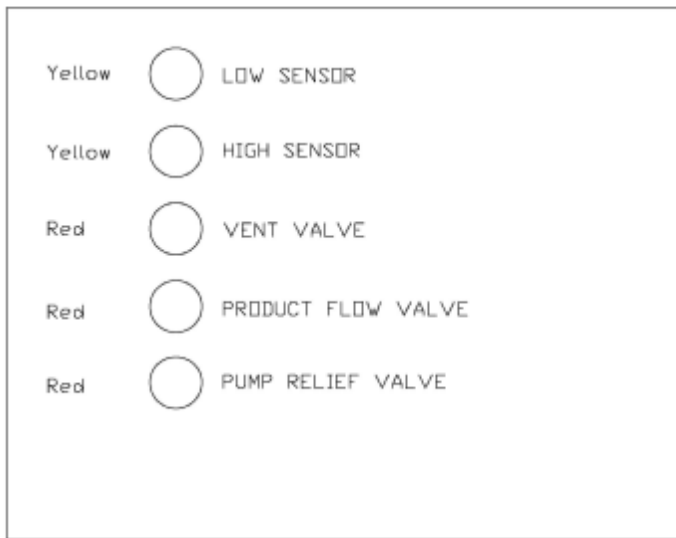 Yellow LOW SENSOR
Yellow HIGH SENSOR
Red VENT VALVE
Red PRODUCT FLOW VALVE
Red PUMP RELIEF VALVE